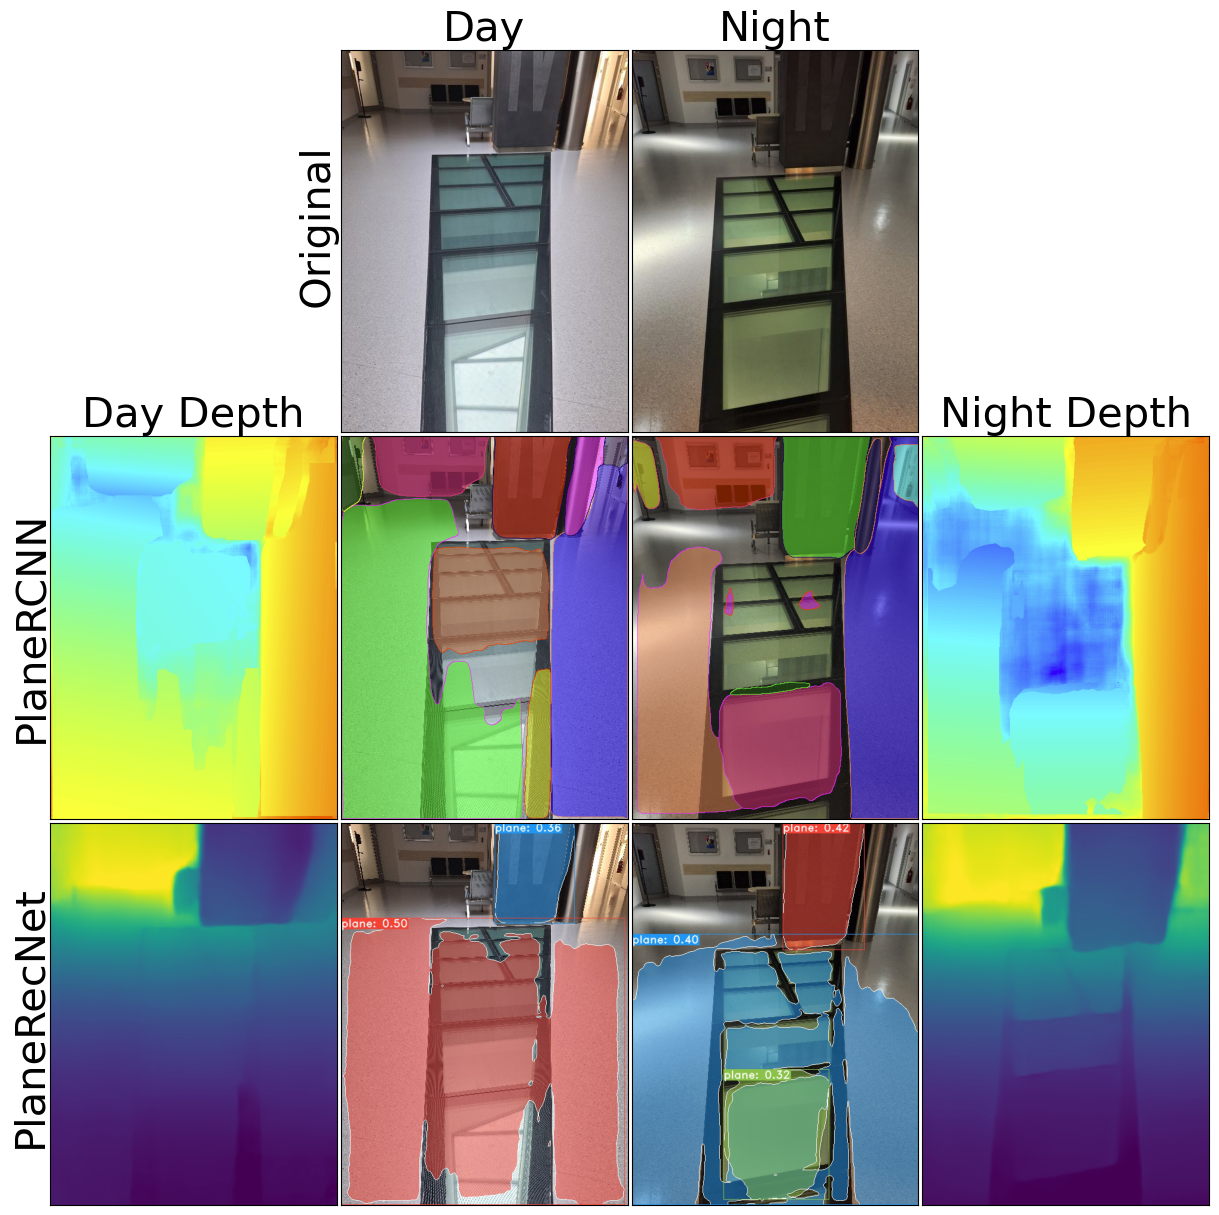 Day
Night
Original
Day Depth
Night Depth
PlaneRCNN
PlaneRecNet
plane: 0.36
plane: 0.50
plane: 0.42
plane: 0.40
plane: 0.32